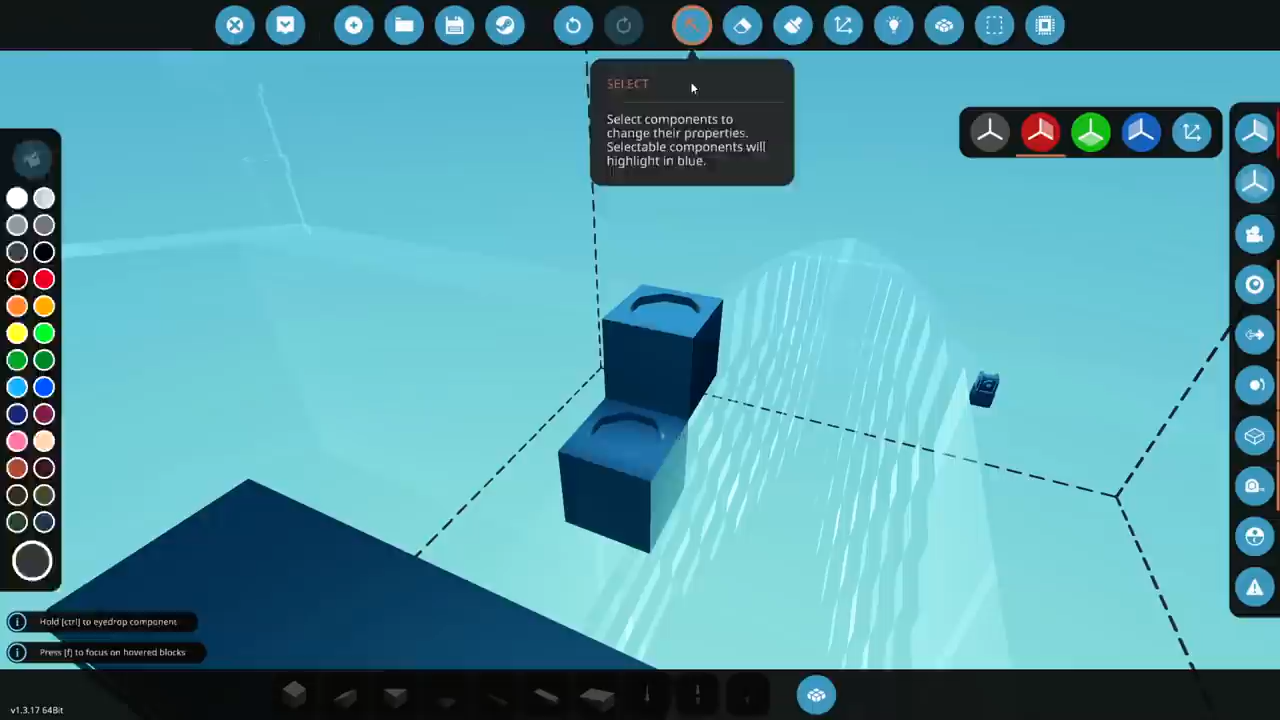 SELECT
Select components to
change their properties.
Selectable components will
highlight in blue.
Hold [ctrl] to eyedrop component
Press [f] to focus on hovered blocks
v1.3.17 64Bit